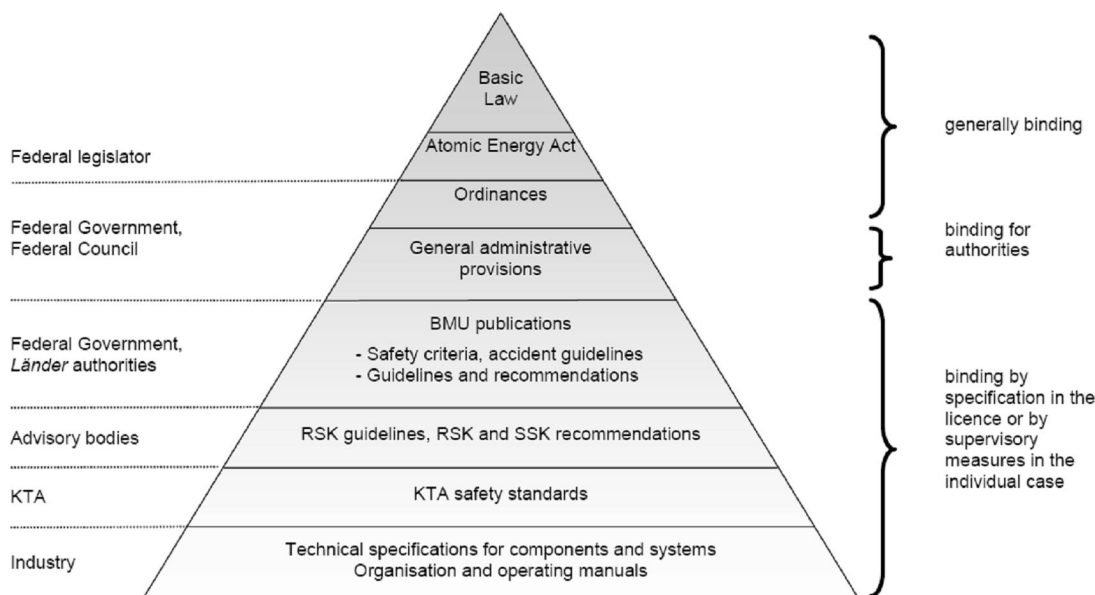 Basic
Law
Federal legislator
Atomic Energy Act
generally binding
Federal Government,
Federal Council
Ordinances
General administrative
provisions
binding for
authorities
Federal Government,
Länder authorities
BMU publications
- Safety criteria, accident guidelines
- Guidelines and recommendations
binding by
specification in the
licence or by
supervisory
measures in the
individual case
Advisory bodies
RSK guidelines, RSK and SSK recommendations
KTA
KTA safety standards
Industry
Technical specifications for components and systems
Organisation and operating manuals